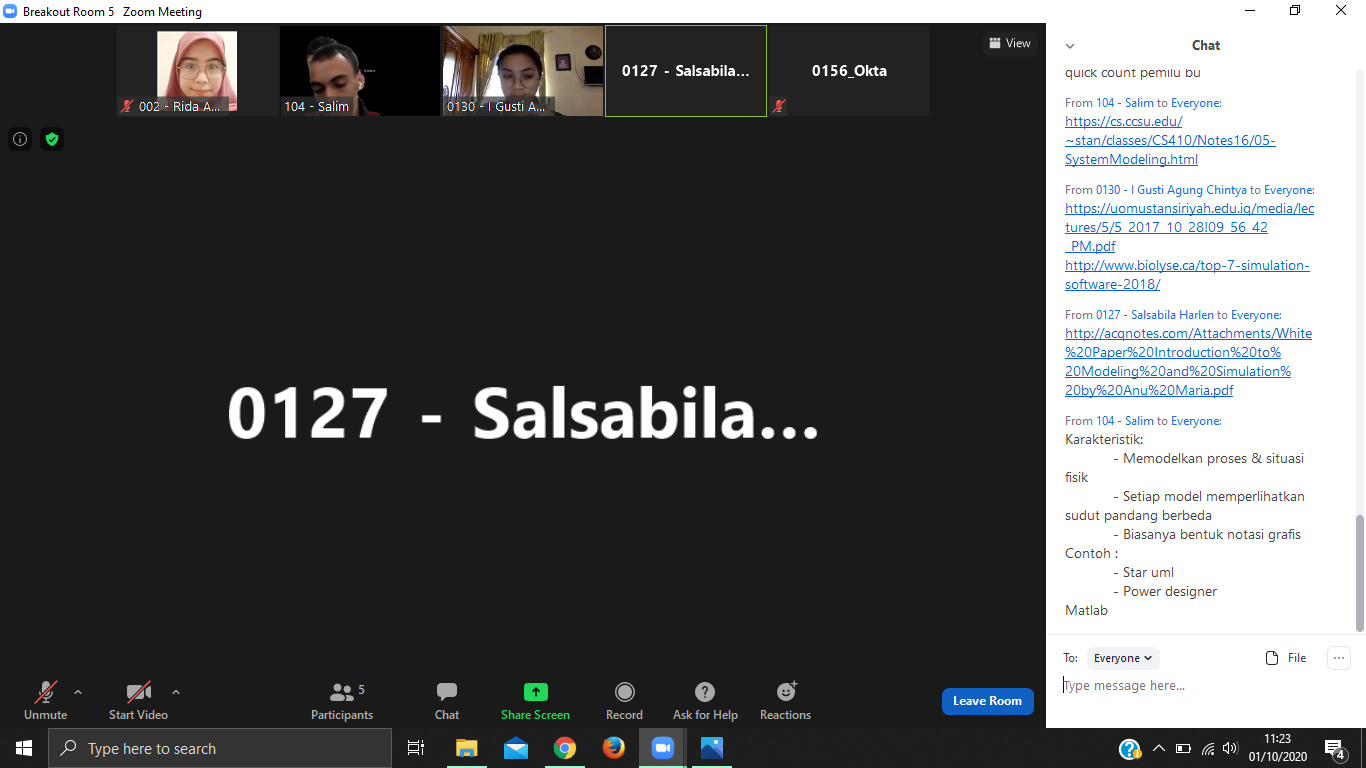 Breakout Room 5 Zoom Meeting
002 - Rida A...
104 - Salim
0130 - I Gusti A...
0127 - Salsabila...
0156_Okta
View
0127 - Salsabila...
Chat
quick count pemilu bu
From 104 - Salim to Everyone:
https://cs.ccsu.edu/
~stan/classes/CS410/Notes16/05-
SystemModeling.html
From 0130 - I Gusti Agung Chintya to Everyone:
https://uomustansiriyah.edu.iq/media/lec
tures/5/5_2017_10_28!09_56_42
_PM.pdf
http://www.biolyse.ca/top-7-simulation-
software-2018/
From 0127 - Salsabila Harlen to Everyone:
http://acqnotes.com/Attachments/White
%20Paper%20Introduction%20to%
20Modeling%20and%20Simulation%
20by%20Anu%20Maria.pdf
From 104 - Salim to Everyone:
Karakteristik:
- Memodelkan proses & situasi
fisik
- Setiap model memperlihatkan
sudut pandang berbeda
- Biasanya bentuk notasi grafis
Contoh :
- Star uml
- Power designer
Matlab
To: Everyone File
Type message here...
Unmute
Start Video
5
Participants
Chat
Share Screen
Record
Ask for Help
Reactions
Leave Room
Type here to search
11:23
01/10/2020
4